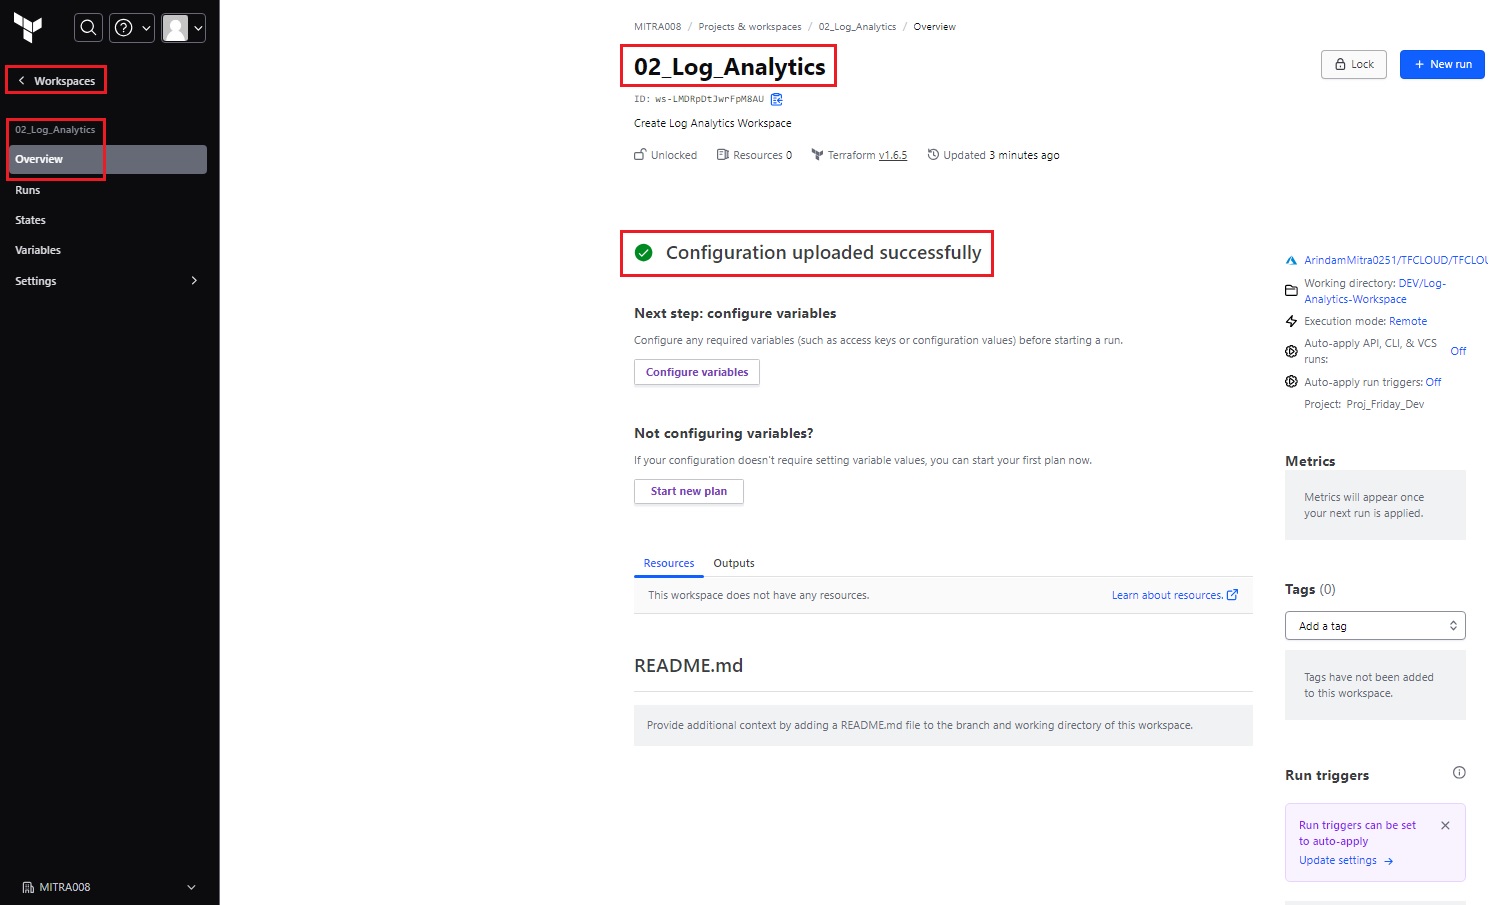 Workspaces
02_Log_Analytics
Overview
Runs
States
Variables
Settings
MITRA008
MITRA008 / Projects & workspaces / 02_Log_Analytics / Overview
02_Log_Analytics
Lock
+ New run
ID: ws-LMDRpDtJwrFpM8AU
Create Log Analytics Workspace
Unlocked Resources 0 Terraform v1.6.5 Updated 3 minutes ago
Configuration uploaded successfully
Next step: configure variables
Configure any required variables (such as access keys or configuration values) before starting a run.
Configure variables
Not configuring variables?
If your configuration doesn't require setting variable values, you can start your first plan now.
Start new plan
Resources Outputs
This workspace does not have any resources. Learn about resources.
README.md
Provide additional context by adding a README.md file to the branch and working directory of this workspace.
ArindamMitra0251/TFCLOUD/TFCLOU
Working directory: DEV/Log-
Analytics-Workspace
Execution mode: Remote
Auto-apply API, CLI, & VCS
runs: Off
Auto-apply run triggers: Off
Project: Proj_Friday_Dev
Metrics
Metrics will appear once
your next run is applied.
Tags (0)
Add a tag
Tags have not been added
to this workspace.
Run triggers
Run triggers can be set
to auto-apply
Update settings →